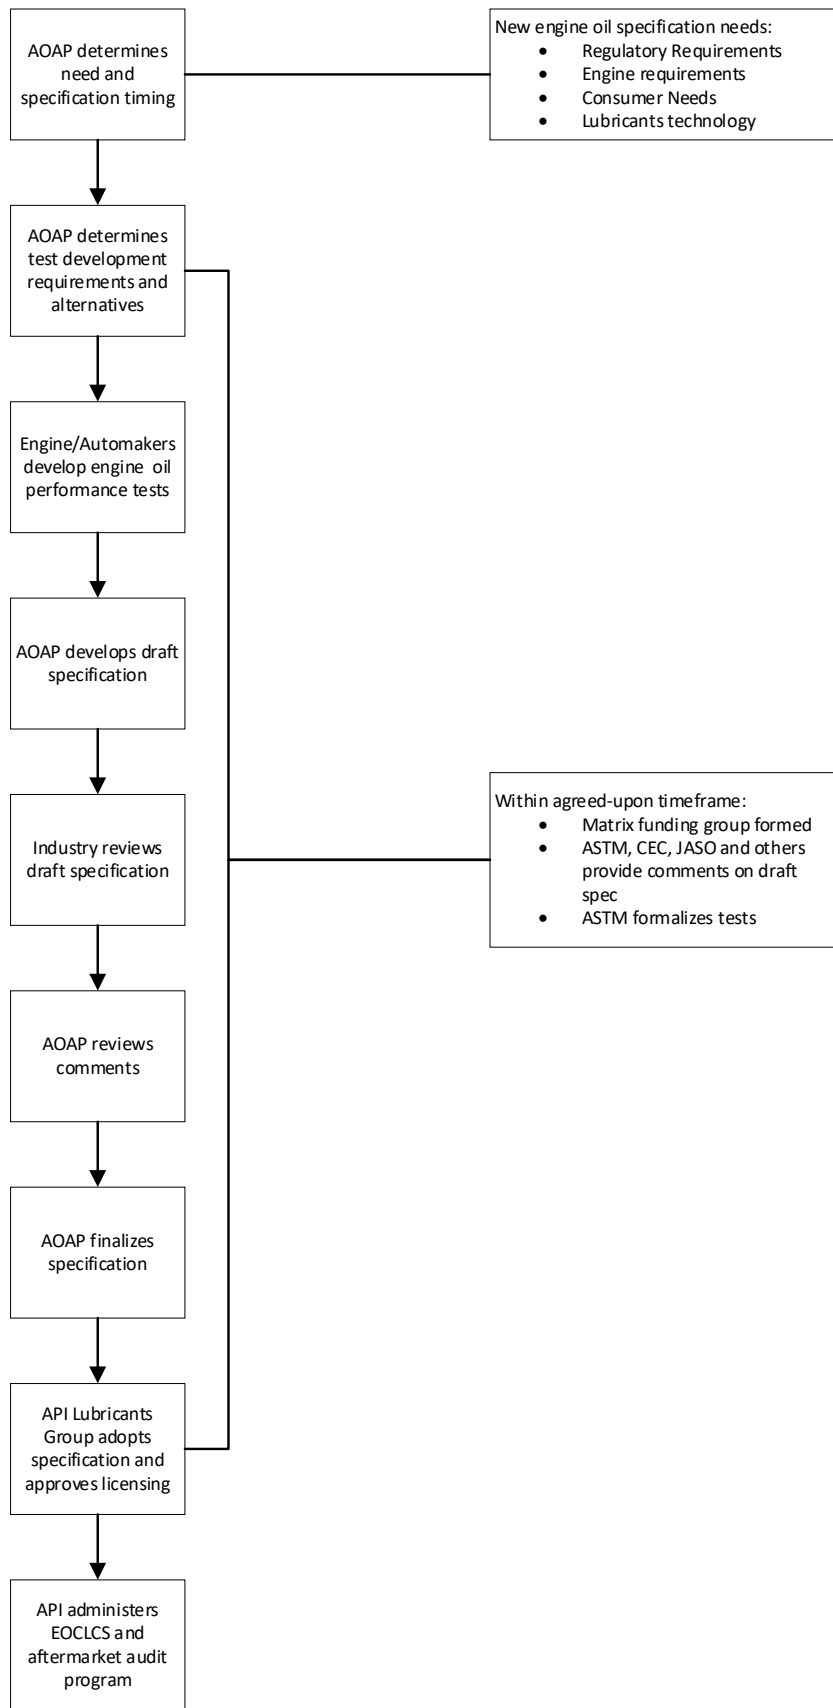 AOAP determines
need and
specification timing
New engine oil specification needs:
• Regulatory Requirements
• Engine requirements
• Consumer Needs
• Lubricants technology
AOAP determines
test development
requirements and
alternatives
Engine/Automakers
develop engine oil
performance tests
AOAP develops draft
specification
Industry reviews
draft specification
Within agreed-upon timeframe:
• Matrix funding group formed
• ASTM, CEC, JASO and others
provide comments on draft
spec
• ASTM formalizes tests
AOAP reviews
comments
AOAP finalizes
specification
API Lubricants
Group adopts
specification and
approves licensing
API administers
EOCLCS and
aftermarket audit
program